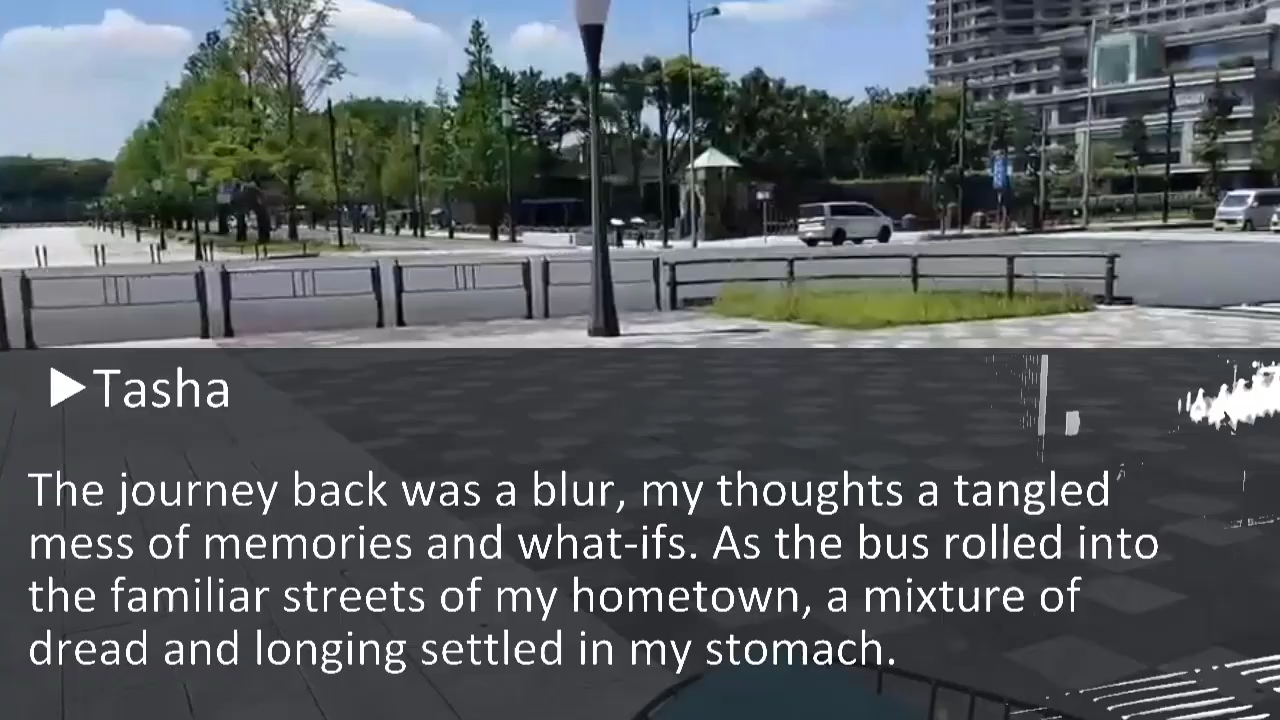 ▶Tasha
The journey back was a blur, my thoughts a tangled
mess of memories and what-ifs. As the bus rolled into
the familiar streets of my hometown, a mixture of
dread and longing settled in my stomach.